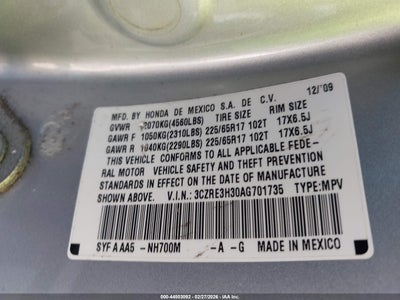 MFD. BY HONDA DE MEXICO S.A. DE C.V. 12/'09
GVWR 2070KG(4560LBS) TIRE SIZE RIM SIZE
GAWR F 1050KG(2310LBS) 225/65R17 102T 17X6.5J
GAWR R 1040KG(2290LBS) 225/65R17 102T 17X6.5J
THIS VEHICLE CONFORMS TO ALL APPLICABLE FEDE-
RAL MOTOR VEHICLE SAFETY AND THEFT PREVENTION
STANDARDS IN EFFECT ON THE DATE OF MANUFACTURE
SHOWN ABOVE. V.I.N.: 3CZRE3H30AG701735 TYPE:MPV
SYF A AA5 -NH700M -A -G MADE IN MEXICO
000-44903092 - 02/27/2026 - IAA Inc.